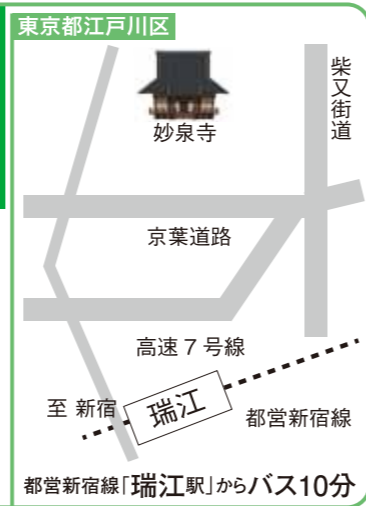 東京都江戸川区
妙泉寺
柴又街道
京葉道路
高速7号線
至 新宿
瑞江
都営新宿線
都営新宿線「瑞江駅」からバス10分